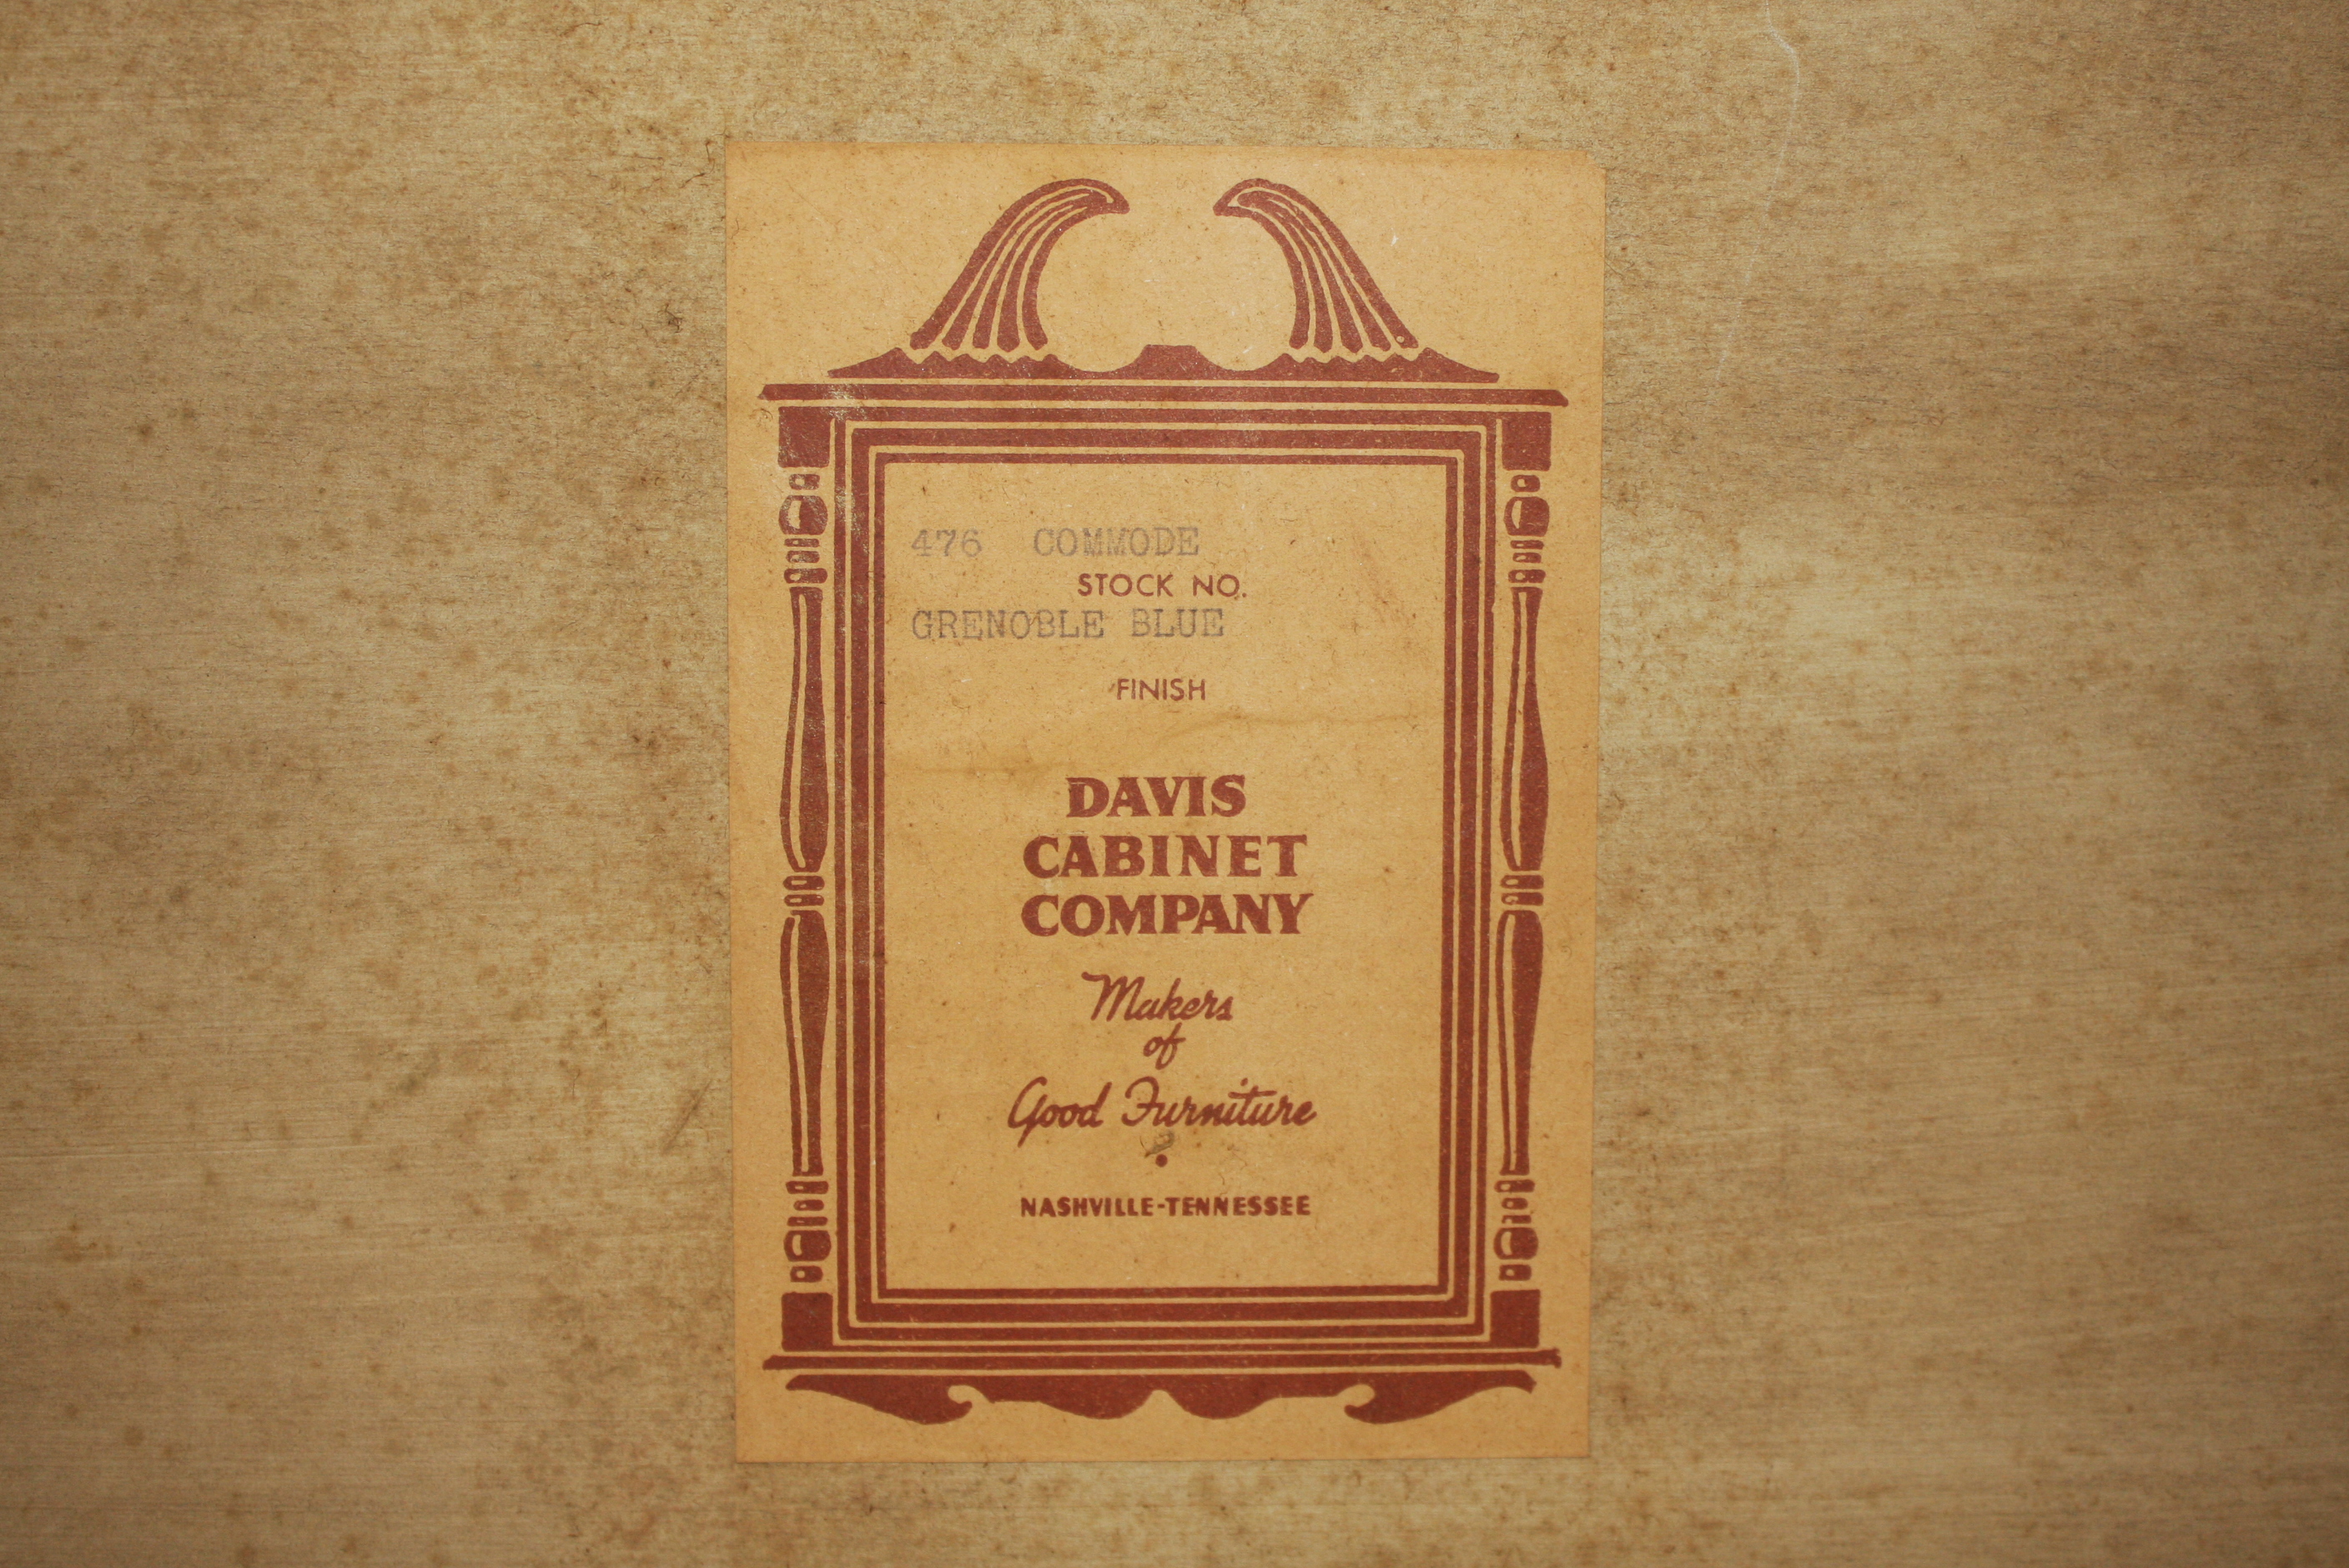 476 COMMODE
STOCK NO.
GRENOBLE BLUE
FINISH
DAVIS
CABINET
COMPANY
Makers
of
Good Furniture
NASHVILLE-TENNESSEE